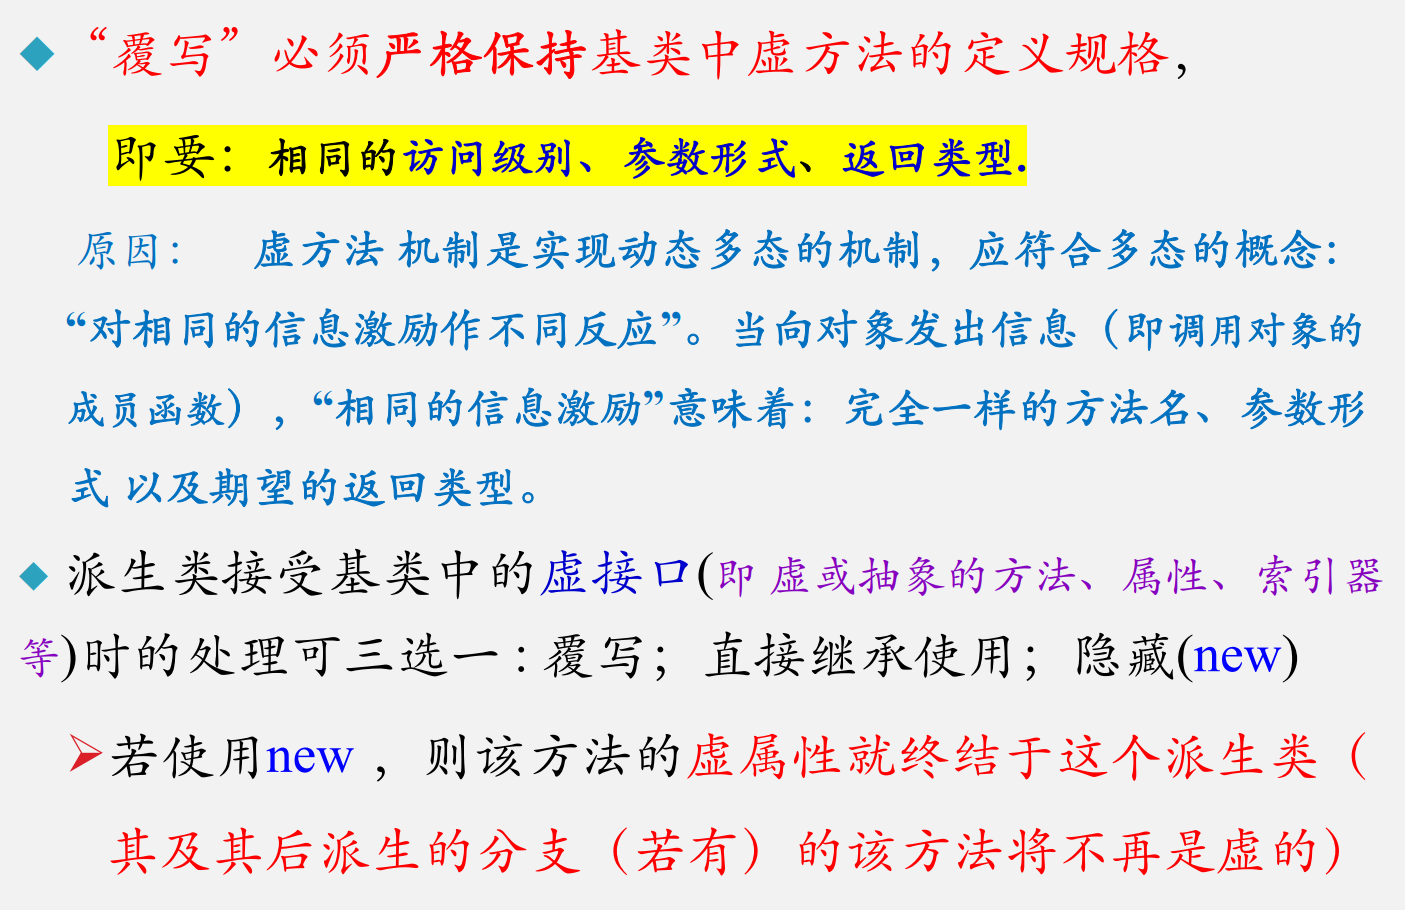 “覆写”必须严格保持基类中虚方法的定义规格，
即要：相同的访问级别、参数形式、返回类型.
原因： 虚方法 机制是实现动态多态的机制，应符合多态的概念：
“对相同的信息激励作不同反应”。当向对象发出信息（即调用对象的
成员函数），“相同的信息激励”意味着：完全一样的方法名、参数形
式 以及期望的返回类型。
派生类接受基类中的虚接口(即 虚或抽象的方法、属性、索引器
等)时的处理可三选一：覆写；直接继承使用；隐藏(new)
若使用new ，则该方法的虚属性就终结于这个派生类（
其及其后派生的分支（若有）的该方法将不再是虚的）